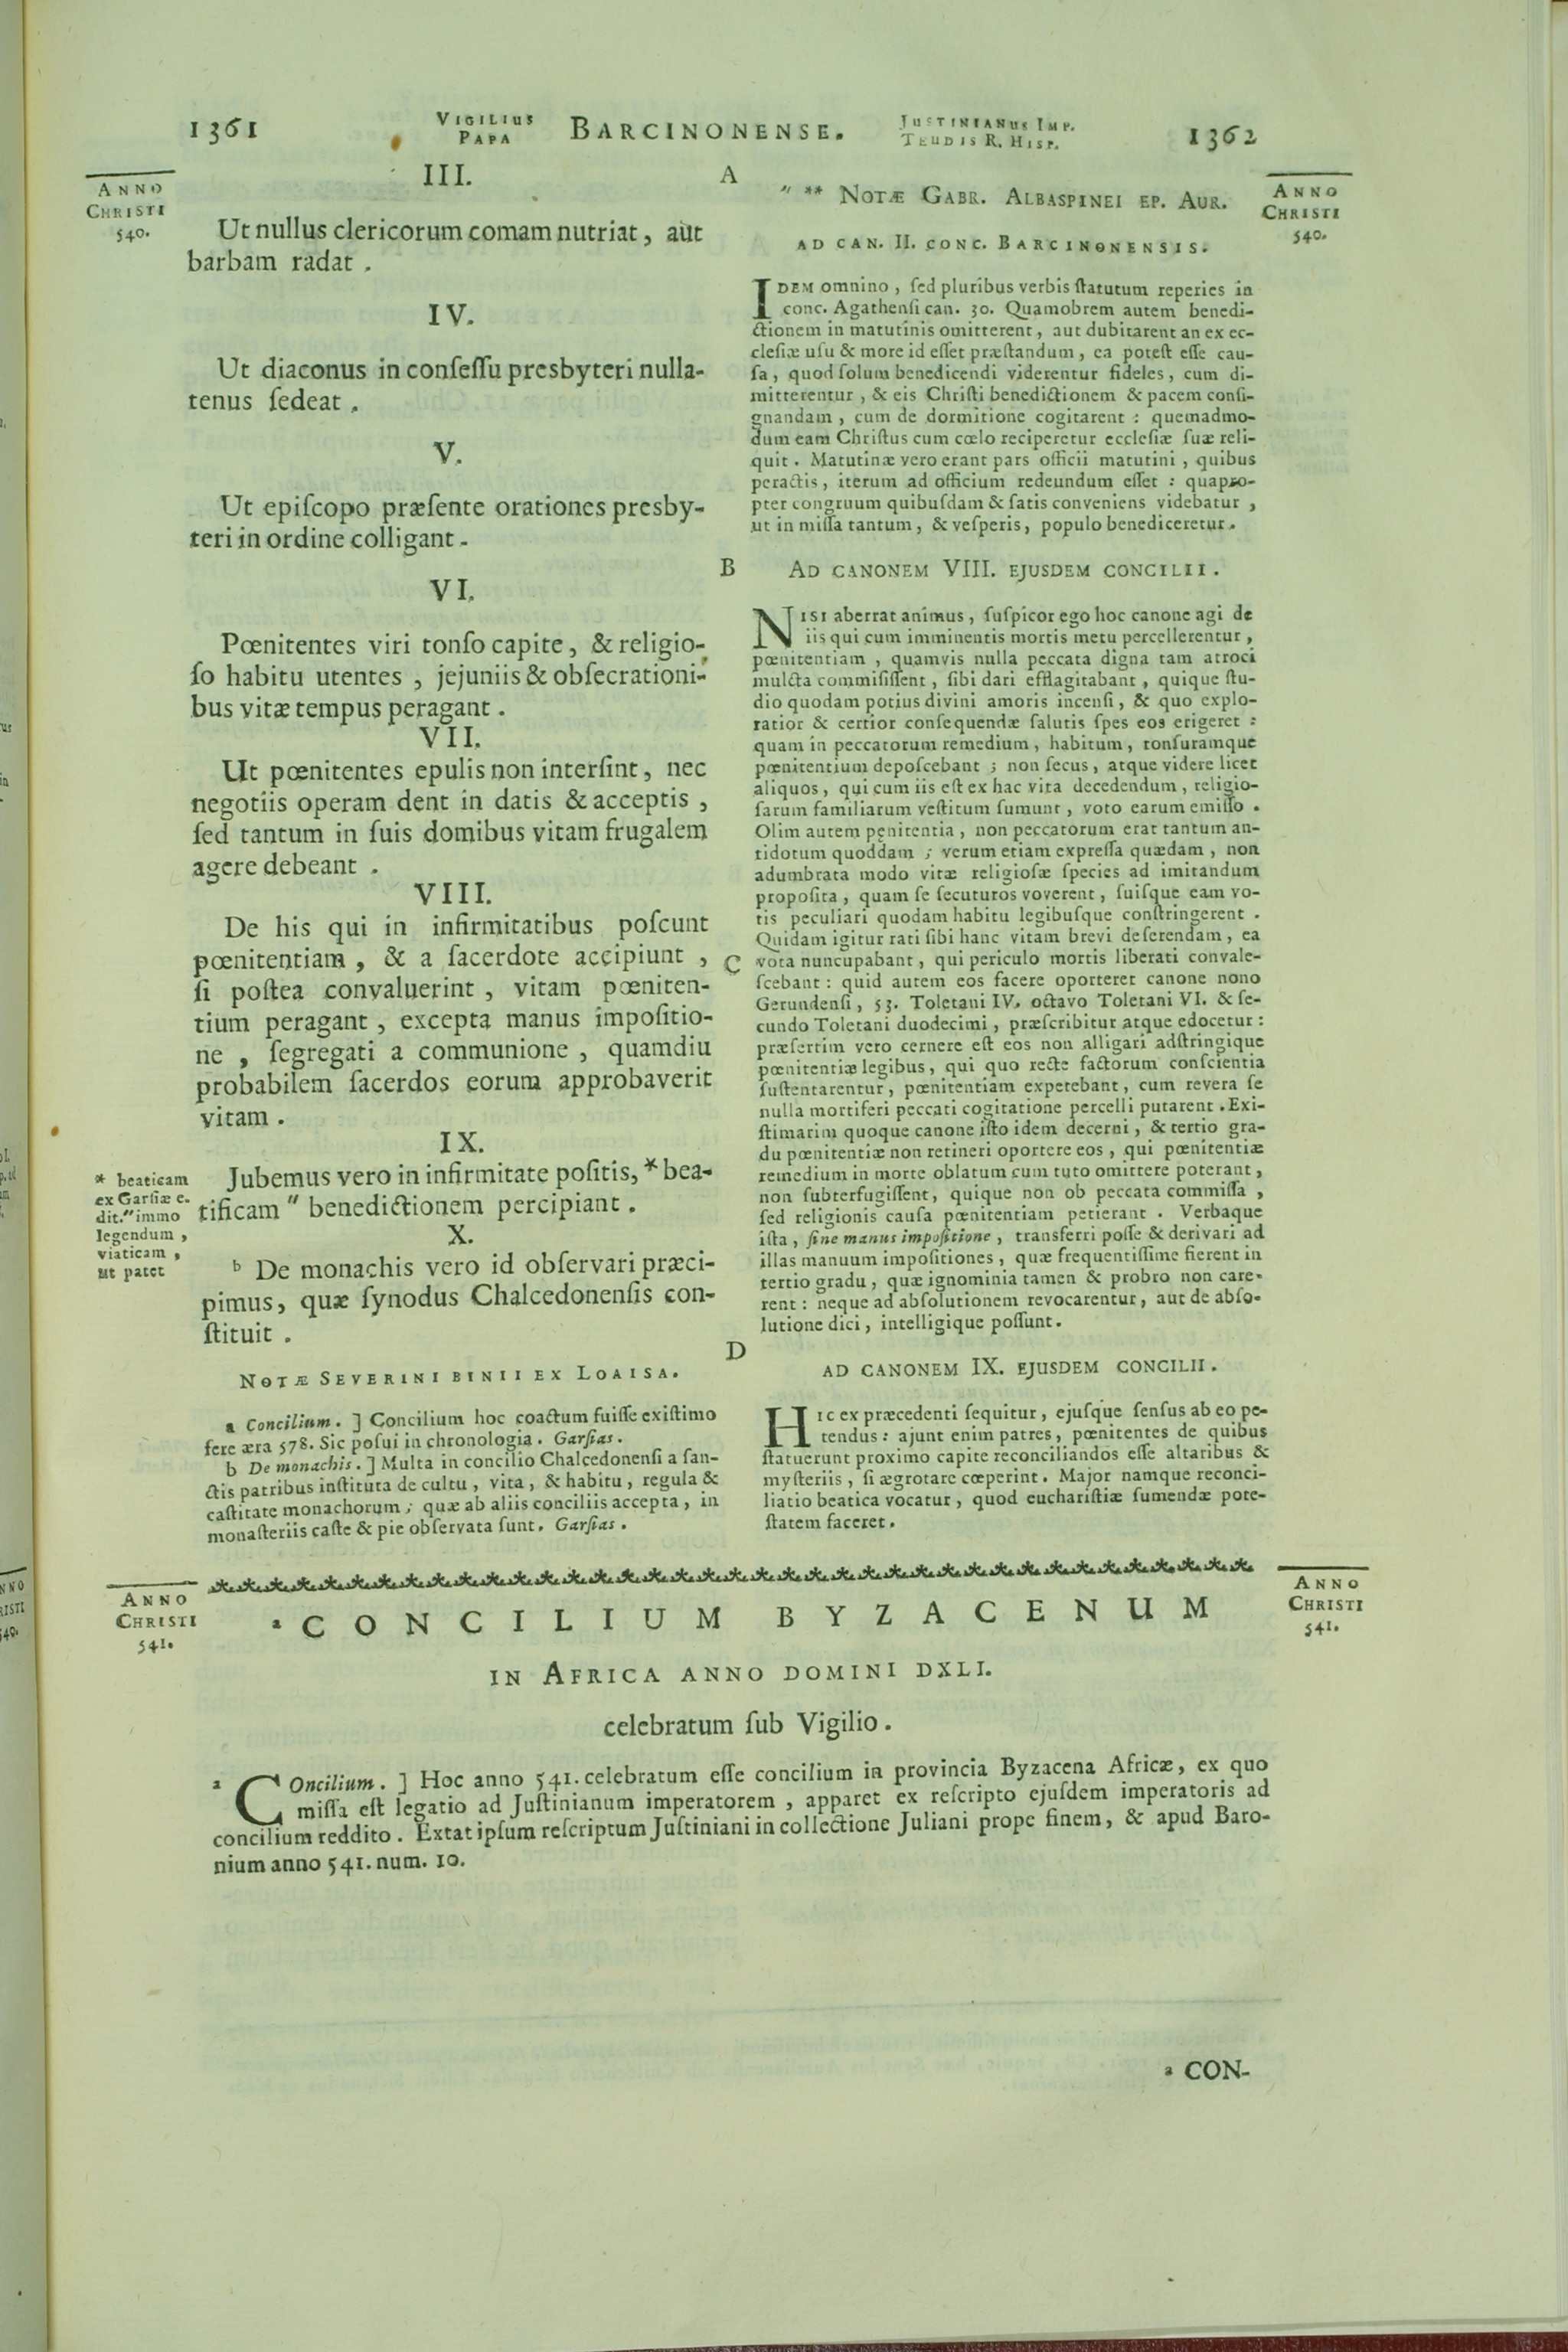 1361
VIGILIUS
PAPA
BARCINONENSE.
JUSTINIANUS IMP.
TEUDIS R. HISP.
1362
ANNO
CHRISTI
540.
III.
Ut nullus clericorum comam nutriat, aut
barbam radat.
IV.
Ut diaconus in conſeſſu presbyteri nulla-
tenus ſedeat.
V.
Ut epiſcopo præſente orationes presby-
teri in ordine colligant.
VI.
Pœnitentes viri tonſo capite, & religio-
ſo habitu utentes, jejuniis & obſecrationi-
bus vitæ tempus peragant.
VII.
Ut pœnitentes epulis non interſint, nec
negotiis operam dent in datis & acceptis,
ſed tantum in ſuis domibus vitam frugalem
agere debeant.
VIII.
De his qui in infirmitatibus poſcunt
pœnitentiam, & a ſacerdote accipiunt,
ſi poſtea convaluerint, vitam pœniten-
tium peragant, excepta manus impoſitio-
ne, ſegregati a communione, quamdiu
probabilem ſacerdos eorum approbaverit
vitam.
IX.
Jubemus vero in infirmitate poſitis, * bea-
tificam " benedictionem percipiant.
* beaticam
ex Garſiæ e.
dit. " immo
legendum,
viaticam,
ut patet
X.
b De monachis vero id obſervari præci-
pimus, quæ ſynodus Chalcedonenſis con-
ſtituit.
NOTÆ SEVERINI BINII EX LOAISA.
a Concilium.] Concilium hoc coactum fuiſſe exiſtimo
fere æra 578. Sic poſui in chronologia. Garſias.
b De monachis.] Multa in concilio Chalcedonenſi a ſan-
ctis patribus inſtituta de cultu, vita, & habitu, regula &
caſtitate monachorum; quæ ab aliis conciliis accepta, in
monaſteriis caſte & pie obſervata ſunt. Garſias.
A
B
C
D
ANNO
CHRISTI
540.
" ** NOTÆ GABR. ALBASPINEI EP. AUR.
AD CAN. II. CONC. BARCINONENSIS.
IDEM omnino, ſed pluribus verbis ſtatutum reperies in
conc. Agathenſi can. 30. Quamobrem autem benedi-
ctionem in matutinis omitterent, aut dubitarent an ex ec-
cleſiæ uſu & more id eſſet præſtandum, ea poteſt eſſe cau-
ſa, quod ſolum benedicendi viderentur fideles, cum di-
mitterentur, & eis Chriſti benedictionem & pacem conſi-
gnandam, cum de dormitione cogitarent: quemadmo-
dum eam Chriſtus cum cœlo reciperetur eccleſiæ ſuæ reli-
quit. Matutinæ vero erant pars officii matutini, quibus
peractis, iterum ad officium redeundum eſſet: quapro-
pter congruum quibuſdam & ſatis conveniens videbatur,
ut in miſſa tantum, & veſperis, populo benediceretur.
AD CANONEM VIII. EJUSDEM CONCILII.
NISI aberrat animus, ſuſpicor ego hoc canone agi de
iis qui cum imminentis mortis metu percellerentur,
pœnitentiam, quamvis nulla peccata digna tam atroci
mulcta commiſiſſent, ſibi dari efflagitabant, quique ſtu-
dio quodam potius divini amoris incenſi, & quo explo-
ratior & certior conſequendæ ſalutis ſpes eos erigeret:
quam in peccatorum remedium, habitum, tonſuramque
pœnitentium depoſcebant; non ſecus, atque videre licet
aliquos, qui cum iis eſt ex hac vita decedendum, religio-
ſarum familiarum veſtitum ſumunt, voto earum emiſſo.
Olim autem penitentia, non peccatorum erat tantum an-
tidotum quoddam; verum etiam expreſſa quædam, non
adumbrata modo vitæ religioſæ ſpecies ad imitandum
propoſita, quam ſe ſecuturos voverent, ſuiſque eam vo-
tis peculiari quodam habitu legibuſque conſtringerent.
Quidam igitur rati ſibi hanc vitam brevi deſerendam, ea
vota nuncupabant, qui periculo mortis liberati convale-
ſcebant: quid autem eos facere oporteret canone nono
Gerundenſi, 53. Toletani IV. octavo Toletani VI. & ſe-
cundo Toletani duodecimi, præſcribitur atque edocetur:
præſertim vero cernere eſt eos non alligari adſtringique
pœnitentiæ legibus, qui quo recte factorum conſcientia
ſuſtentarentur, pœnitentiam expetebant, cum revera ſe
nulla mortiferi peccati cogitatione percelli putarent. Exi-
ſtimarim quoque canone iſto idem decerni, & tertio gra-
du pœnitentiæ non retineri oportere eos, qui pœnitentiæ
remedium in morte oblatum cum tuto omittere poterant,
non ſubterfugiſſent, quique non ob peccata commiſſa,
ſed religionis cauſa pœnitentiam petierant. Verbaque
iſta, ſine manus impoſitione, transferri poſſe & derivari ad
illas manuum impoſitiones, quæ frequentiſſime fierent in
tertio gradu, quæ ignominia tamen & probro non care-
rent: neque ad abſolutionem revocarentur, aut de abſo-
lutione dici, intelligique poſſunt.
AD CANONEM IX. EJUSDEM CONCILII.
HIC ex præcedenti ſequitur, ejuſque ſenſus ab eo pe-
tendus: ajunt enim patres, pœnitentes de quibus
ſtatuerunt proximo capite reconciliandos eſſe altaribus &
myſteriis, ſi ægrotare cœperint. Major namque reconci-
liatio beatica vocatur, quod euchariſtiæ ſumendæ pote-
ſtatem faceret.
ANNO
CHRISTI
541.
a CONCILIUM BYZACENUM
ANNO
CHRISTI
541.
IN AFRICA ANNO DOMINI DXLI.
celebratum ſub Vigilio.
a COncilium.] Hoc anno 541. celebratum eſſe concilium in provincia Byzacena Africæ, ex quo
miſſa eſt legatio ad Juſtinianum imperatorem, apparet ex reſcripto ejuſdem imperatoris ad
concilium reddito. Extat ipſum reſcriptum Juſtiniani in collectione Juliani prope finem, & apud Baro-
nium anno 541. num. 10.
a CON-